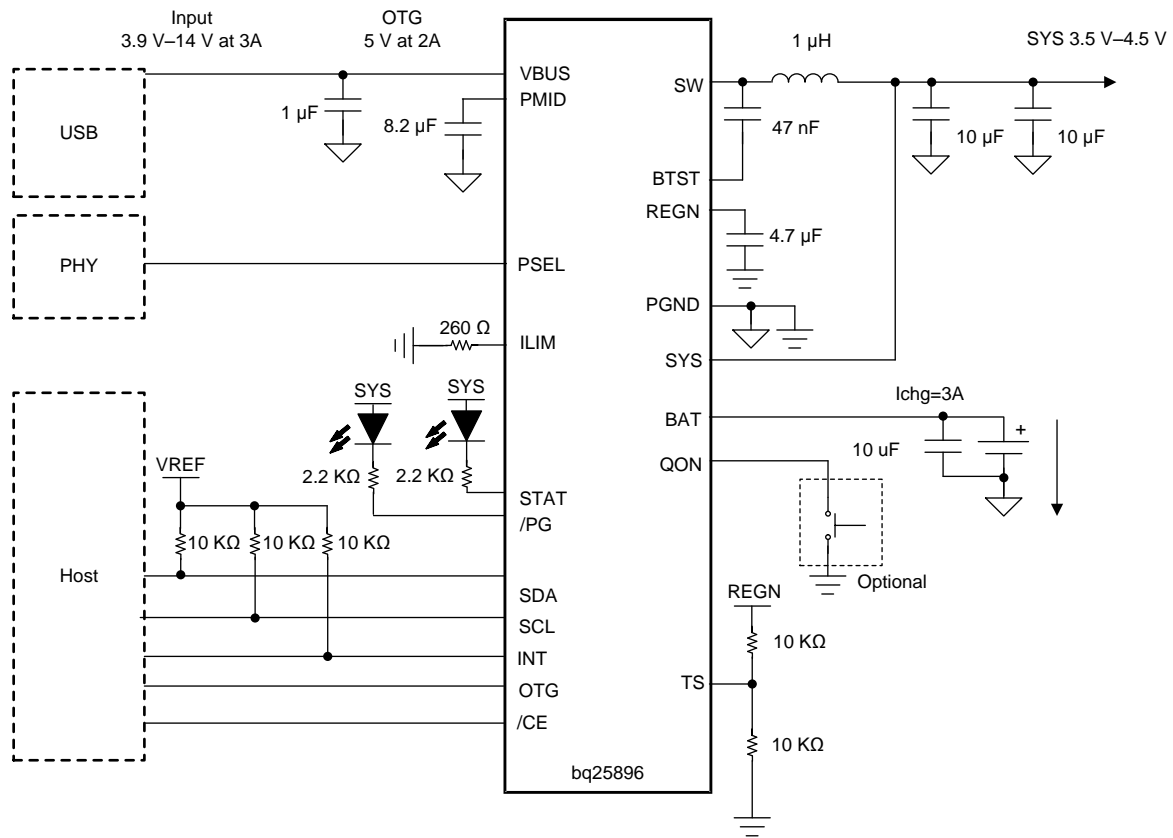 Input
3.9 V–14 V at 3A
OTG
5 V at 2A
1 µH
SYS 3.5 V–4.5 V
USB
VBUS
PMID
1 µF
8.2 µF
SW
47 nF
10 µF
10 µF
BTST
REGN
4.7 µF
PHY
PSEL
PGND
260 Ω
ILIM
SYS
SYS
SYS
Ichg=3A
BAT
10 uF
+
QON
VREF
2.2 KΩ
2.2 KΩ
STAT
/PG
10 KΩ
10 KΩ
10 KΩ
Host
Optional
SDA
REGN
SCL
10 KΩ
INT
TS
OTG
/CE
10 KΩ
bq25896